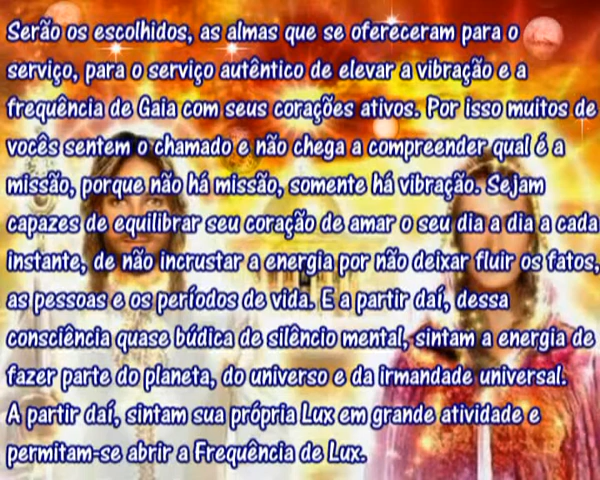 Serão os escolhidos, as almas que se ofereceram para o
serviço, para o serviço autêntico de elevar a vibração e a
frequência de Gaia com seus corações ativos. Por isso muitos de
vocês sentem o chamado e não chega a compreender qual é a
missão, porque não há missão, somente há vibração. Sejam
capazes de equilibrar seu coração de amar o seu dia a dia a cada
instante, de não incrustar a energia por não deixar fluir os fatos,
as pessoas e os períodos de vida. E a partir daí, dessa
consciência quase búdica de silêncio mental, sintam a energia de
fazer parte do planeta, do universo e da irmandade universal.
A partir daí, sintam sua própria Lux em grande atividade e
permitam-se abrir a Frequência de Lux.